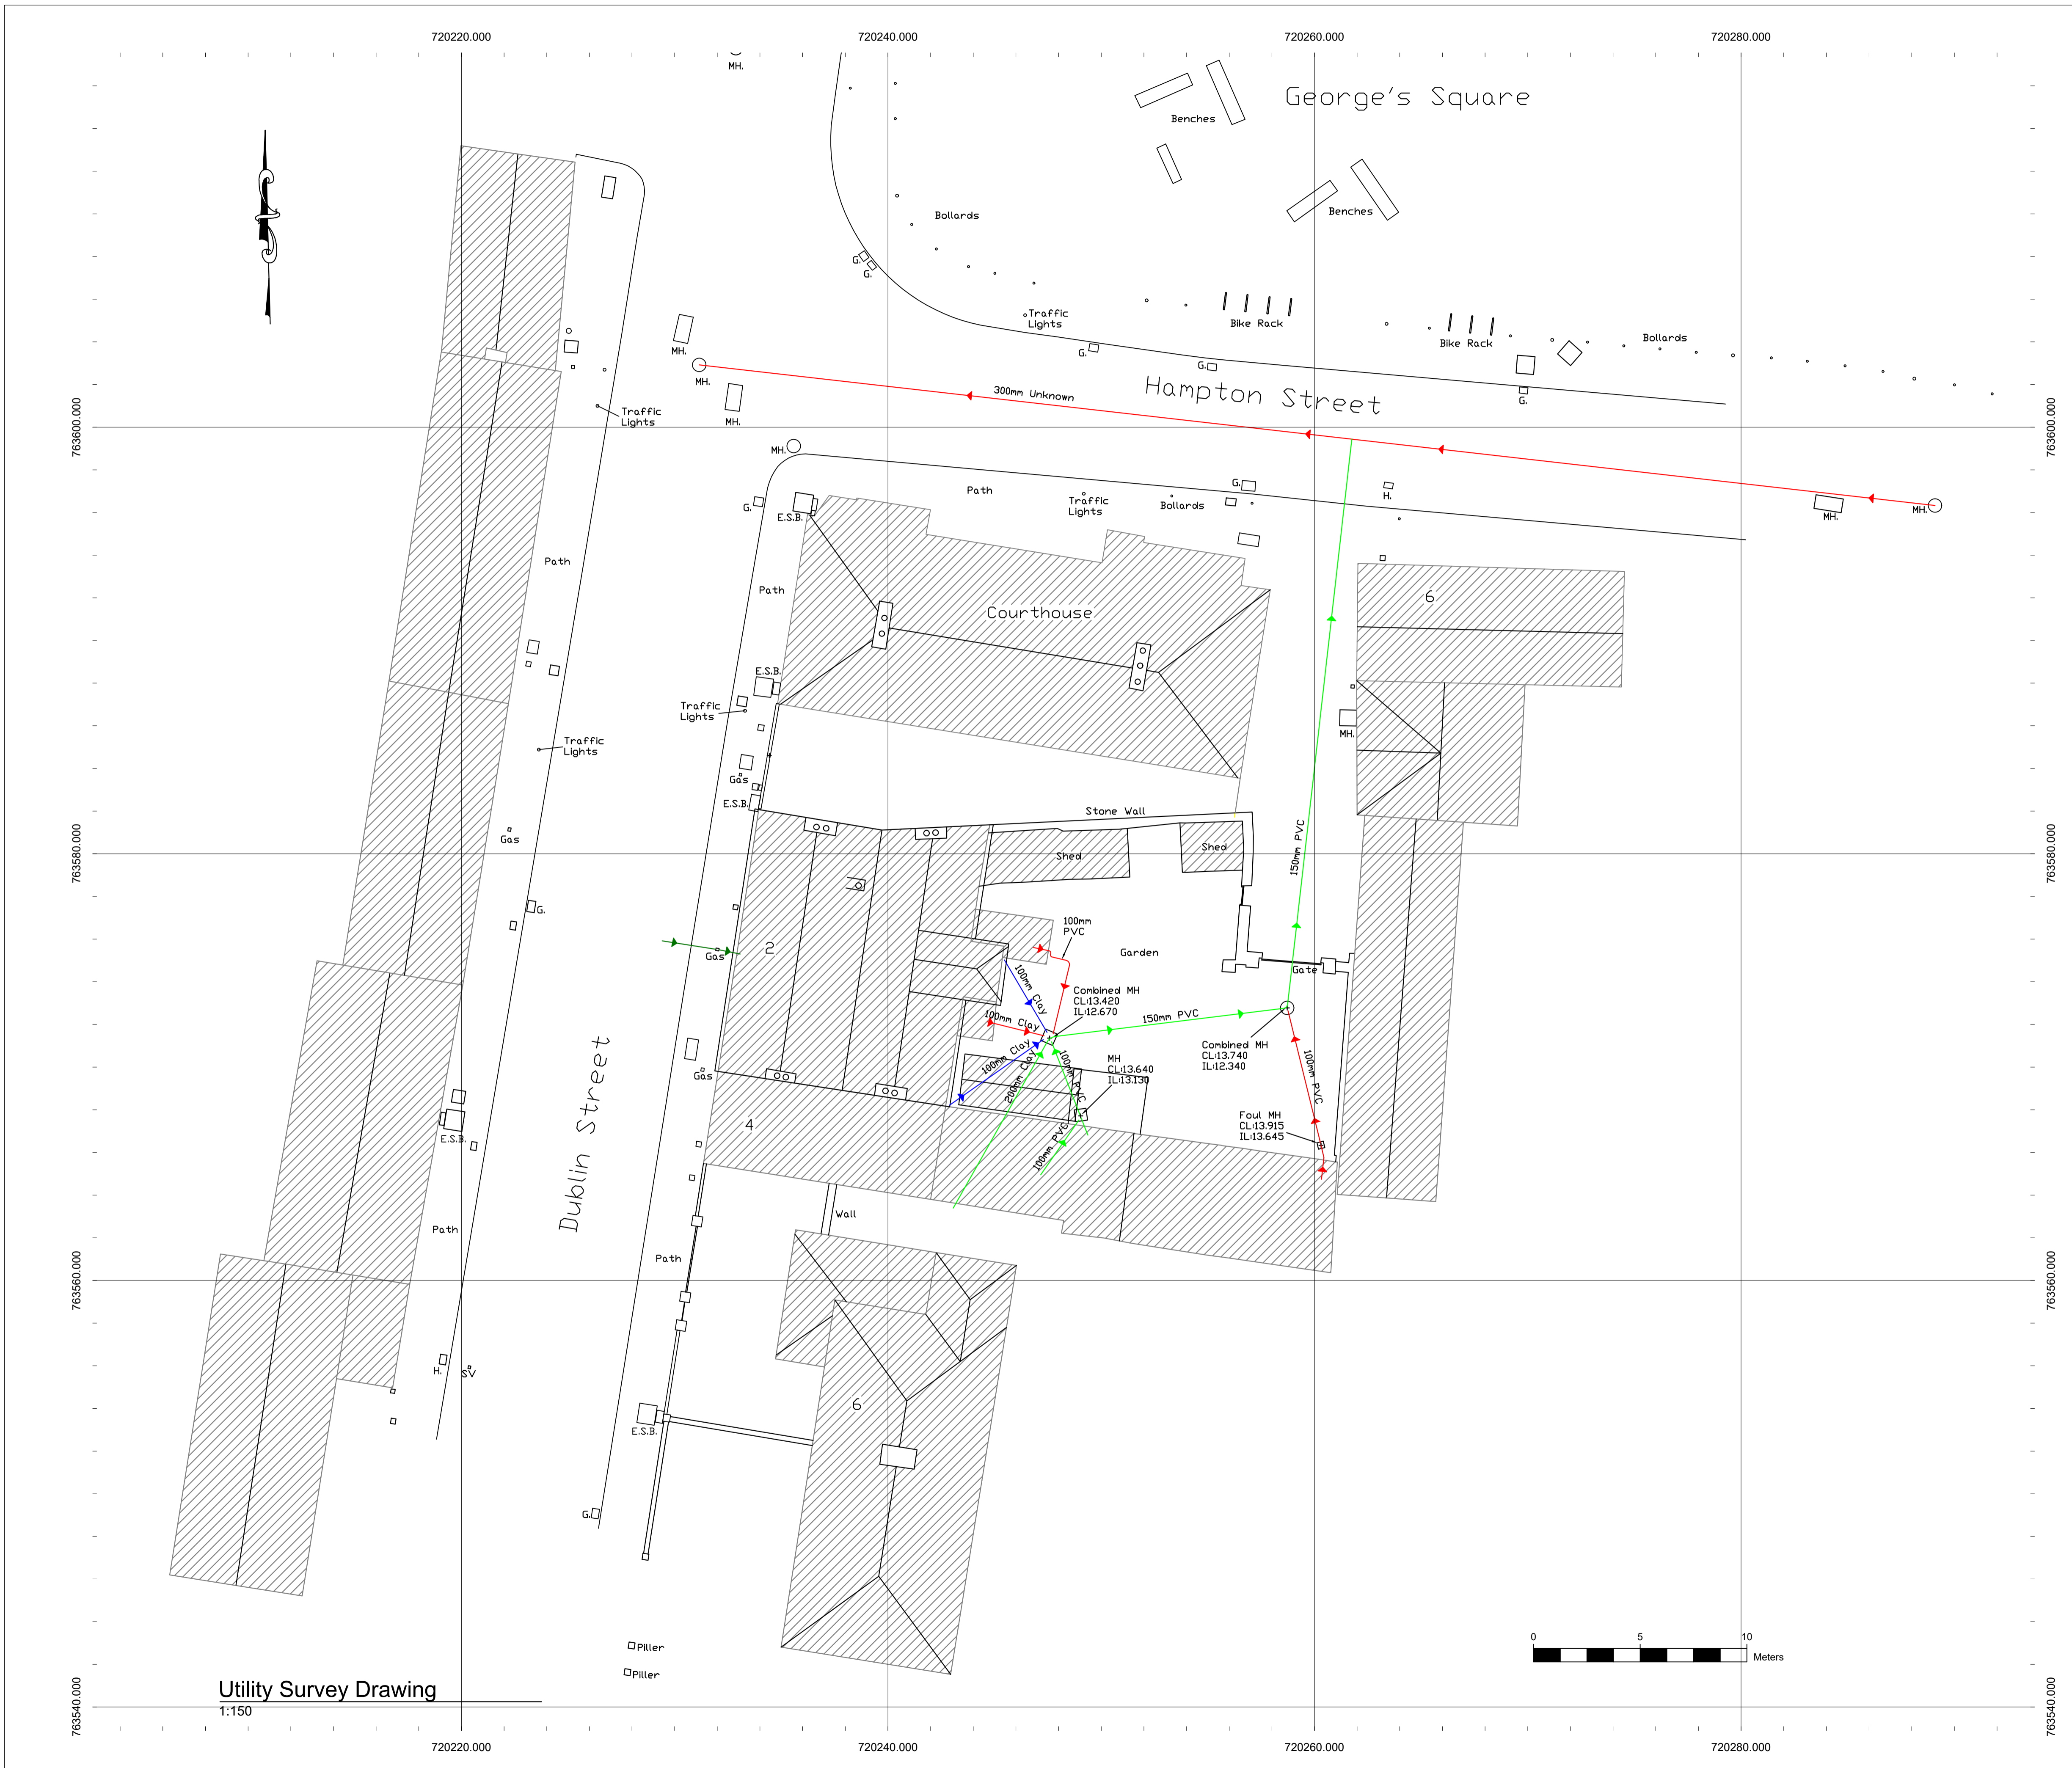 720220.000
720240.000
720260.000
720280.000
MH.
George's Square
Benches
Benches
Bollards
G.
G.
Traffic
Lights
Bike Rack
Bike Rack
Bollards
MH.
G.
G.
G.
MH.
300mm Unknown
Hampton Street
MH.
Traffic
Lights
763600.000
763600.000
MH.
G.
E.S.B.
Path
Traffic
Lights
Bollards
G.
H.
MH.
MH.
Path
Path
Courthouse
6
E.S.B.
Traffic
Lights
MH.
Traffic
Lights
Gas
E.S.B.
Stone Wall
Gas
Shed
Shed
150mm PVC
763580.000
763580.000
G.
100mm
PVC
2
Gas
Garden
Gate
100mm Clay
Combined MH
CL:13.420
IL:12.670
100mm Clay
150mm PVC
Combined MH
CL:13.740
IL:12.340
100mm Clay
200mm Clay
100mm PVC
MH
CL:13.640
IL:13.130
100mm PVC
Gas
E.S.B.
Dublin Street
4
100mm PVC
Foul MH
CL:13.915
IL:13.645
Path
Wall
Path
763560.000
763560.000
H.
SV
6
E.S.B.
G.
Piller
Piller
0
5
10
Meters
Utility Survey Drawing
1:150
763540.000
763540.000
720220.000
720240.000
720260.000
720280.000